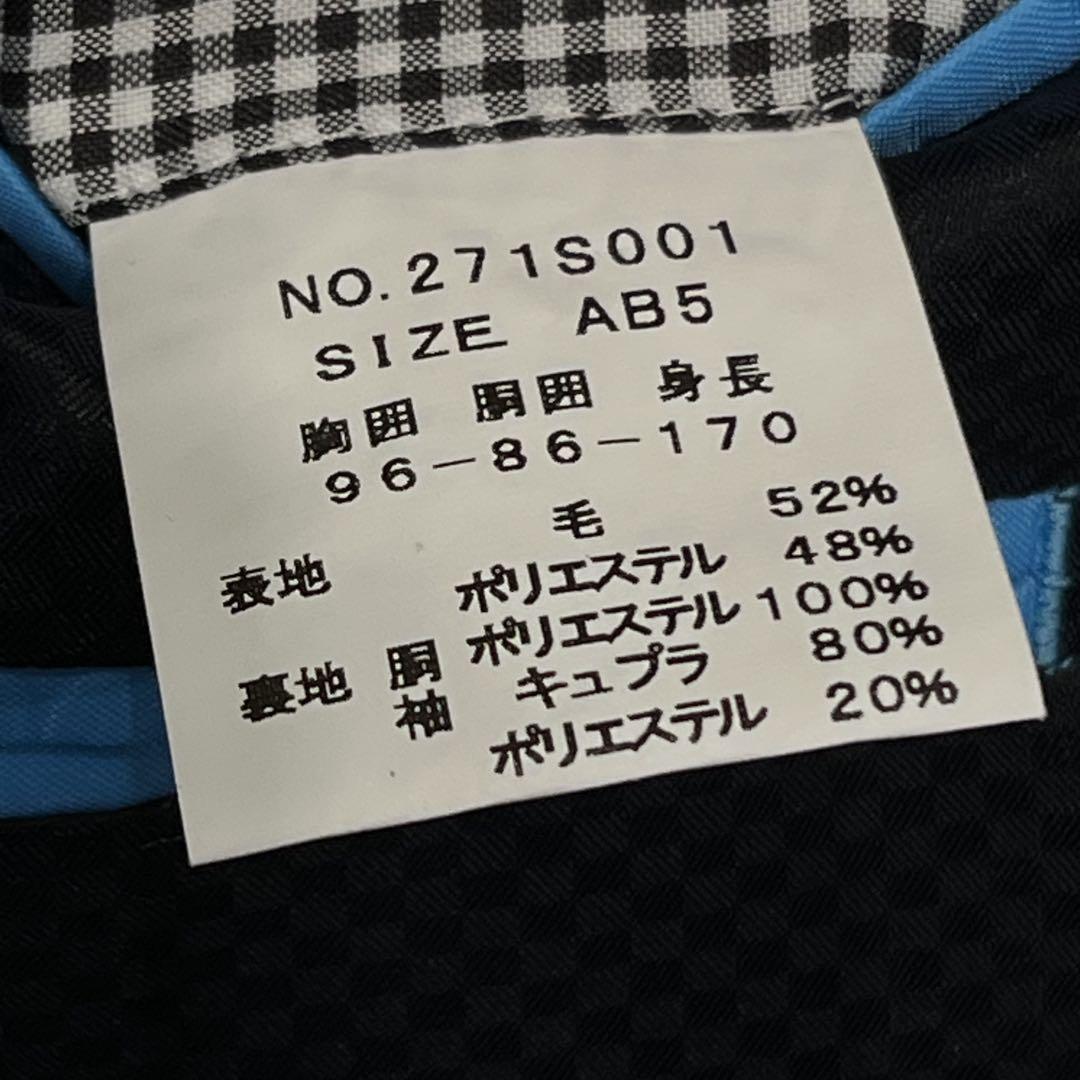 NO.271S001
SIZE AB5
胸囲 胴囲 身長
96-86-170
毛 52%
表地 ポリエステル 48%
ポリエステル 100%
裏地 胴 キュプラ 80%
袖 ポリエステル 20%